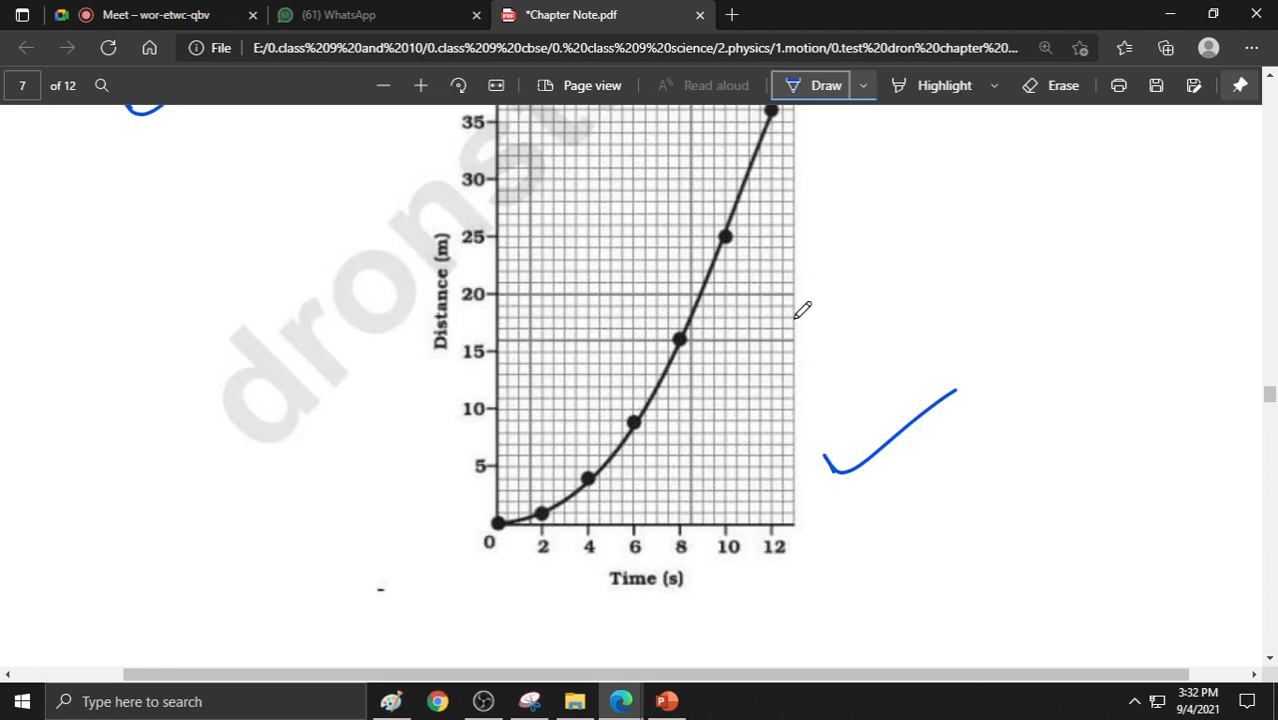 Meet – wor-etwc-qbv
(61) WhatsApp
*Chapter Note.pdf
File
E:/0.class%209%20and%2010/0.class%209%20cbse/0.%20class%209%20science/2.physics/1.motion/0.test%20dron%20chapter%20...
7 of 12
Page view
Read aloud
Draw
Highlight
Erase
35
30
25
20
15
10
5
Distance (m)
0 2 4 6 8 10 12
Time (s)
dronst
Type here to search
3:32 PM
9/4/2021